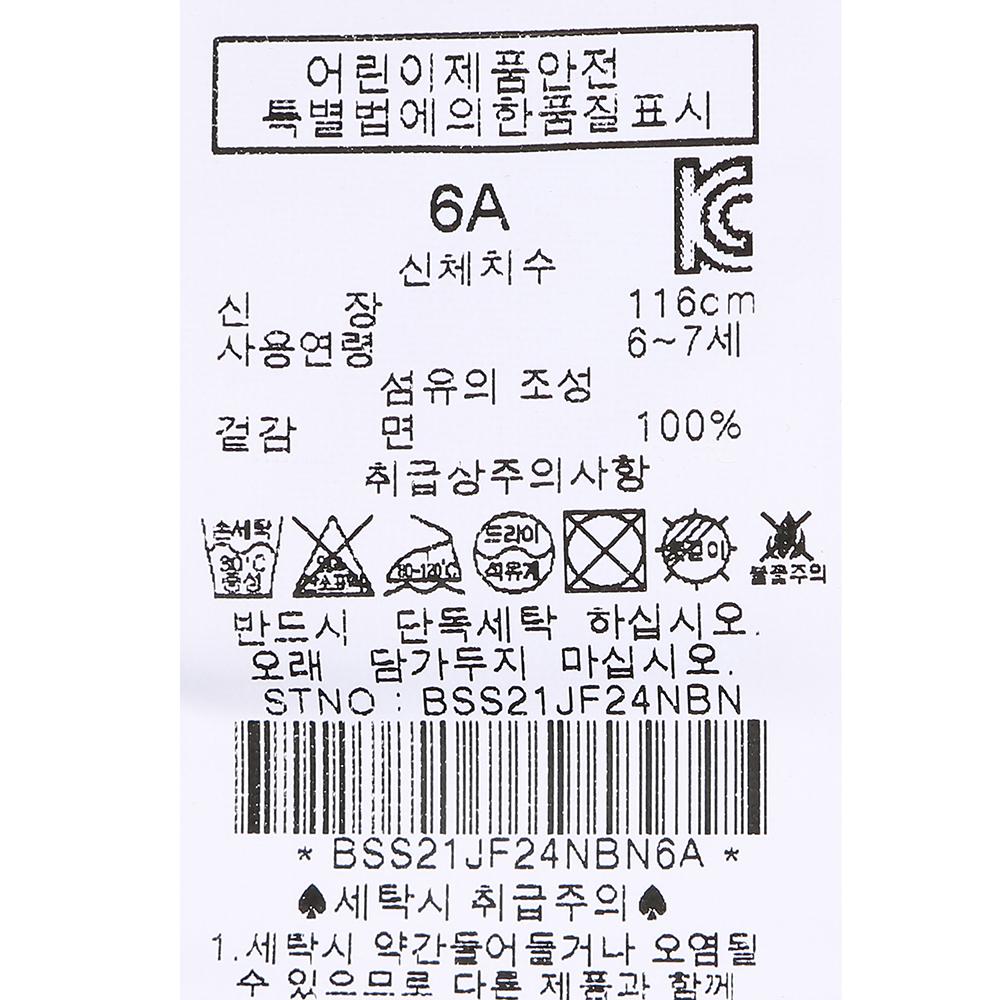 어린이제품안전
특별법에의한품질표시
6A
신체치수
신 장 116cm
사용연령 6~7세
섬유의 조성
겉감 면 100%
취급상주의사항
손세탁 30℃ 중성 80-120℃ 드라이 석유계 불꽃주의
반드시 단독세탁 하십시오.
오래 담가두지 마십시오.
STNO : BSS21JF24NBN
* BSS21JF24NBN6A *
♠세탁시 취급주의♠
1.세탁시 약간들어들거나 오염될
수 있으므로 다른 제품과 함께